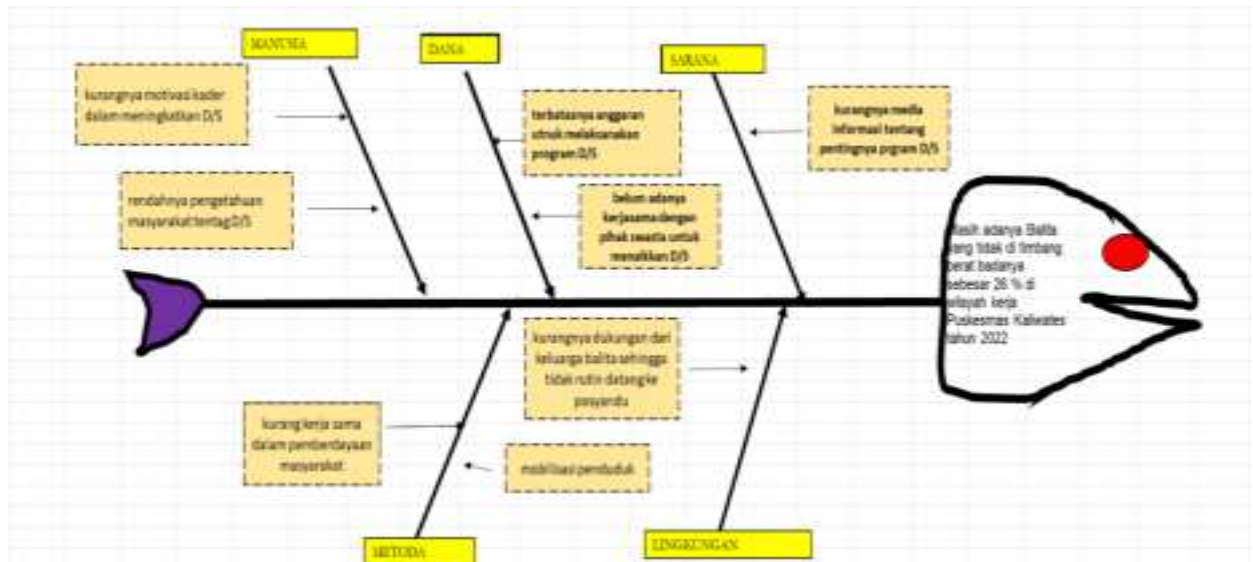 MANUSIA
DANA
SARANA
kurangnya motivasi kader
dalam meningkatkan D/S
terbatasnya anggaran
utnuk melaksanakan
program D/S
kurangnya media
informasi tentang
pentingnya prgram D/S
rendahnya pengetahuan
masyarakat tentag D/S
belum adanya
kerjasama dengan
pihak swasta untuk
menaikkan D/S
Masih adanya Balita
yang tidak di timbang
berat badanya
sebesar 26 % di
wilayah kerja
Puskesmas Kaliwates
tahun 2022
kurangnya dukungan dari
keluarga balita sehingga
tidak rutin datang ke
posyandu
kurang kerja sama
dalam pemberdayaan
masyarakat
mobilisasi penduduk
METODA
LINGKUNGAN